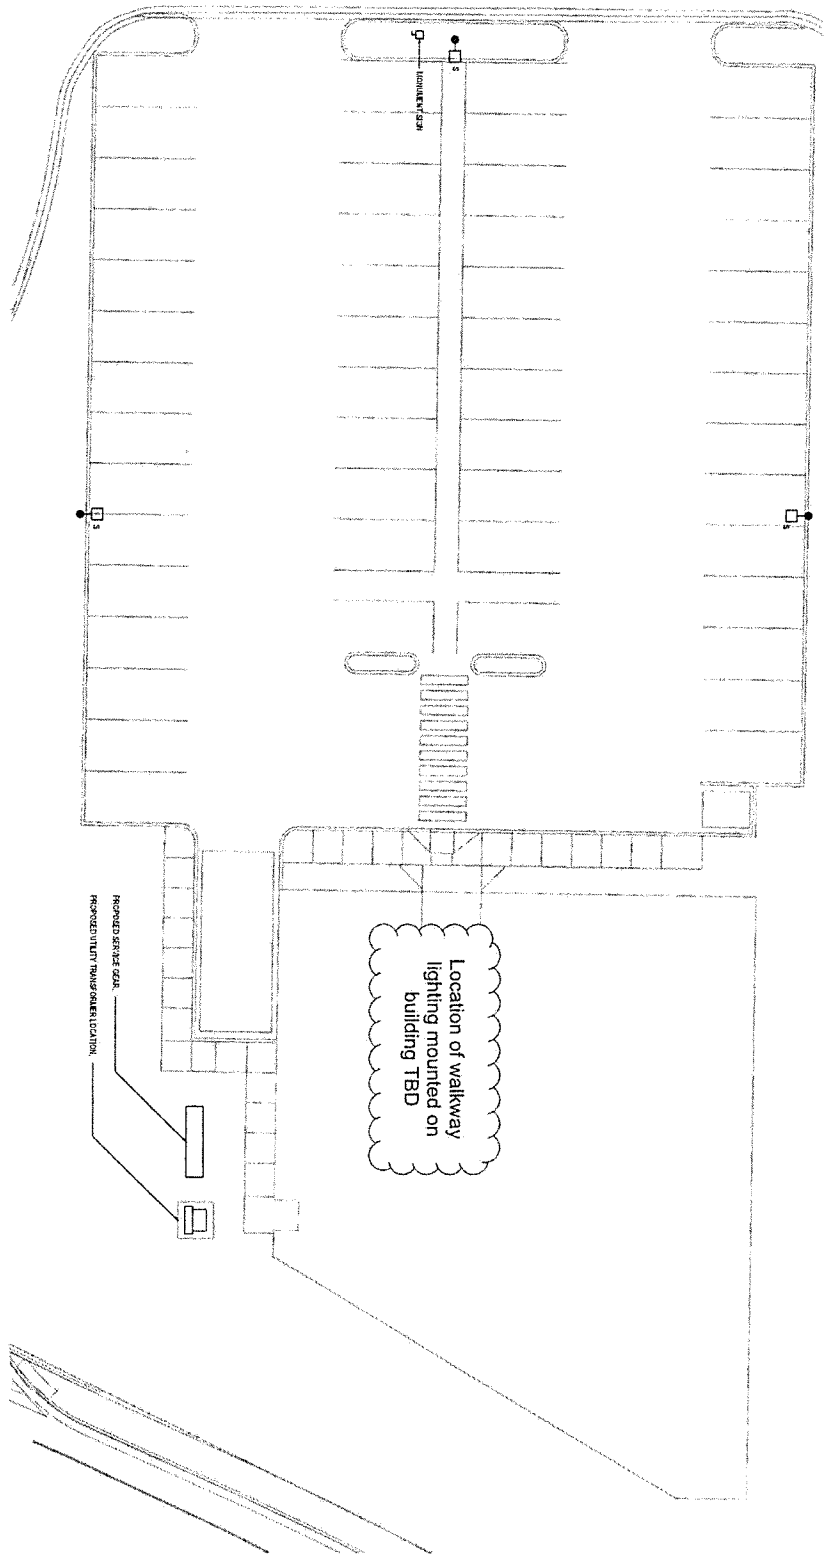 MONUMENT SIGN
S
S
S
Location of walkway
lighting mounted on
building TBD
PROPOSED SERVICE GEAR.
PROPOSED UTILITY TRANSFORMER LOCATION.